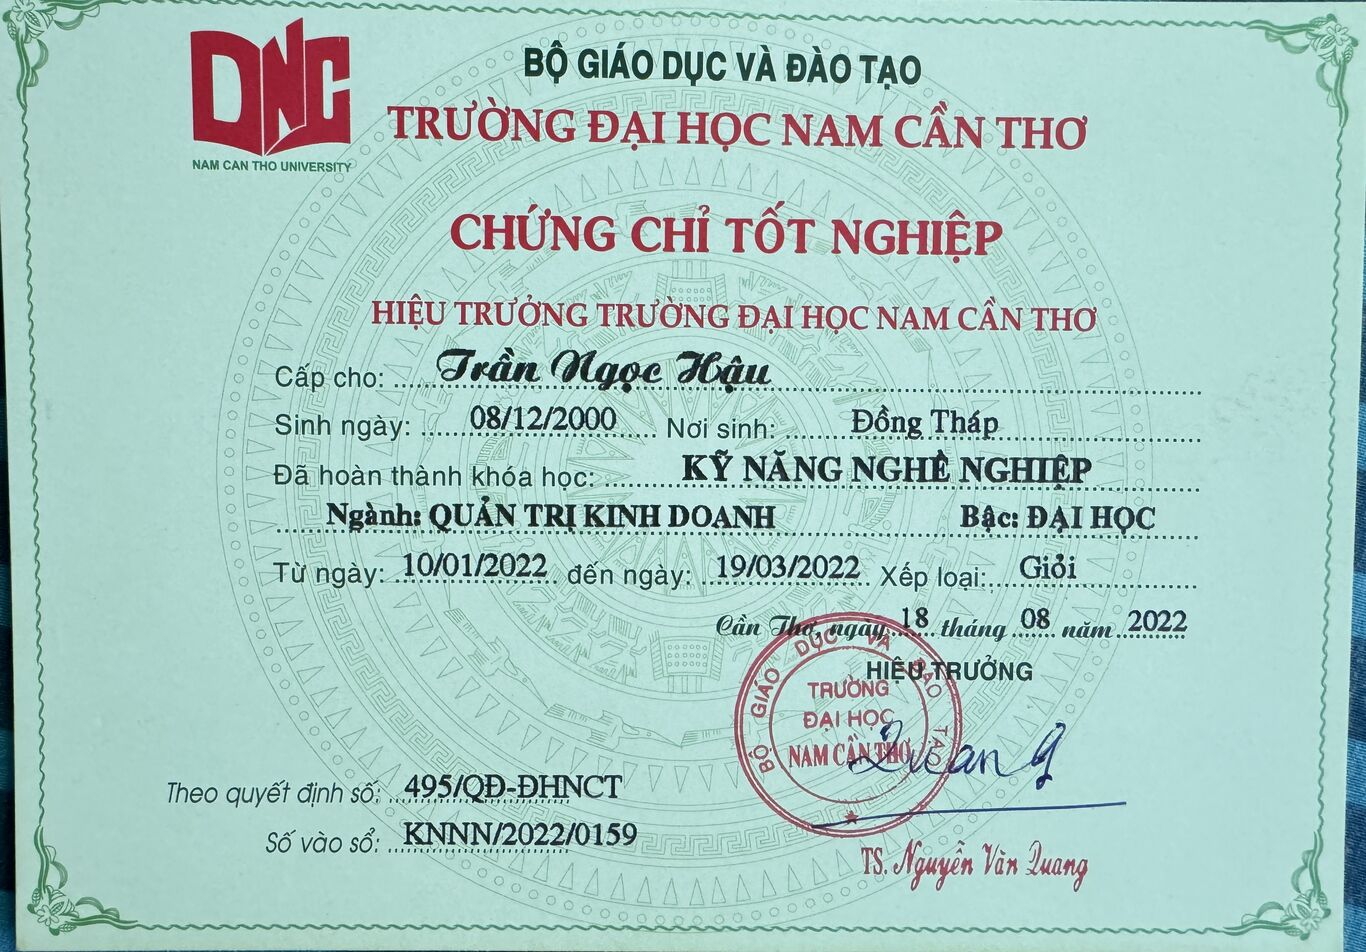 DNC
NAM CAN THO UNIVERSITY
BỘ GIÁO DỤC VÀ ĐÀO TẠO
TRƯỜNG ĐẠI HỌC NAM CẦN THƠ
CHỨNG CHỈ TỐT NGHIỆP
HIỆU TRƯỞNG TRƯỜNG ĐẠI HỌC NAM CẦN THƠ
Cấp cho: Trần Ngọc Hậu
Sinh ngày: 08/12/2000 Nơi sinh: Đồng Tháp
Đã hoàn thành khóa học: KỸ NĂNG NGHỀ NGHIỆP
Ngành: QUẢN TRỊ KINH DOANH Bậc: ĐẠI HỌC
Từ ngày: 10/01/2022 đến ngày: 19/03/2022 Xếp loại: Giỏi
Cần Thơ, ngày 18 tháng 08 năm 2022
HIỆU TRƯỞNG
BỘ GIÁO DỤC VÀ ĐÀO TẠO
TRƯỜNG
ĐẠI HỌC
NAM CẦN THƠ
Quang
Theo quyết định số: 495/QĐ-ĐHNCT
Số vào sổ: KNNN/2022/0159
TS. Nguyễn Văn Quang